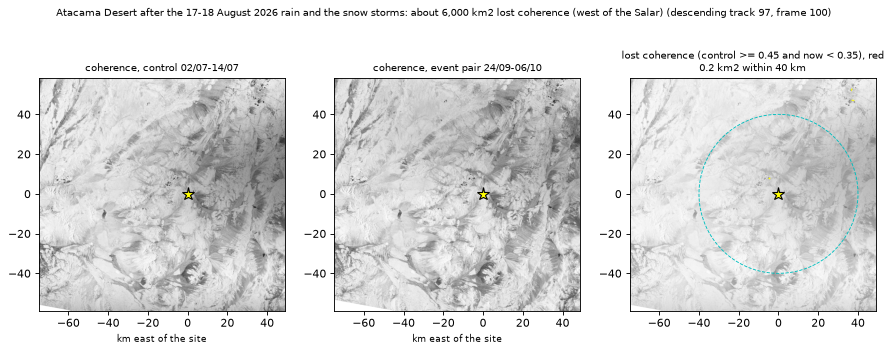 Atacama Desert after the 17-18 August 2026 rain and the snow storms: about 6,000 km2 lost coherence (west of the Salar) (descending track 97, frame 100)
coherence, control 02/07-14/07
40
20
0
−20
−40
−60 −40 −20 0 20 40
km east of the site
coherence, event pair 24/09-06/10
40
20
0
−20
−40
−60 −40 −20 0 20 40
km east of the site
lost coherence (control >= 0.45 and now < 0.35), red
0.2 km2 within 40 km
40
20
0
−20
−40
−60 −40 −20 0 20 40